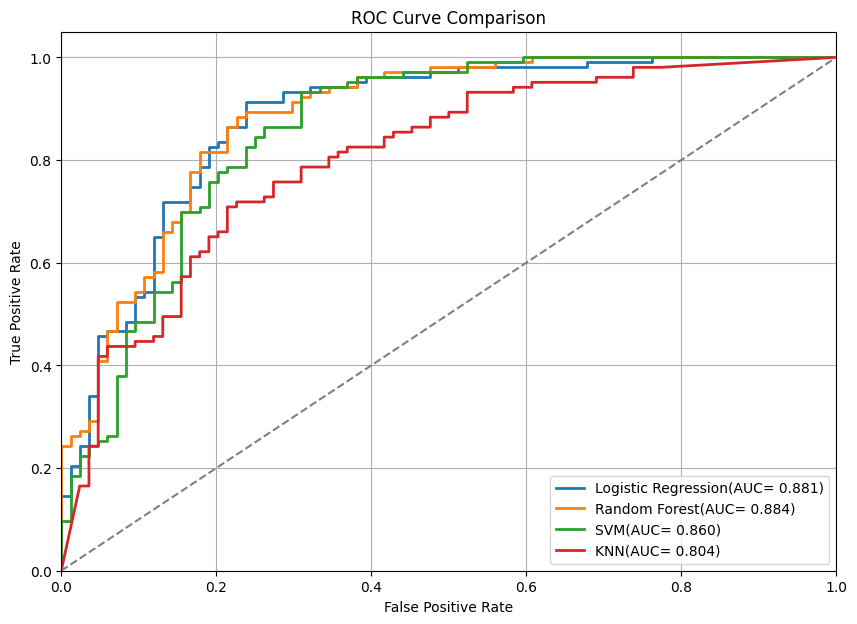 ROC Curve Comparison
True Positive Rate
1.0
0.8
0.6
0.4
0.2
0.0
0.0 0.2 0.4 0.6 0.8 1.0
False Positive Rate
Logistic Regression(AUC= 0.881)
Random Forest(AUC= 0.884)
SVM(AUC= 0.860)
KNN(AUC= 0.804)